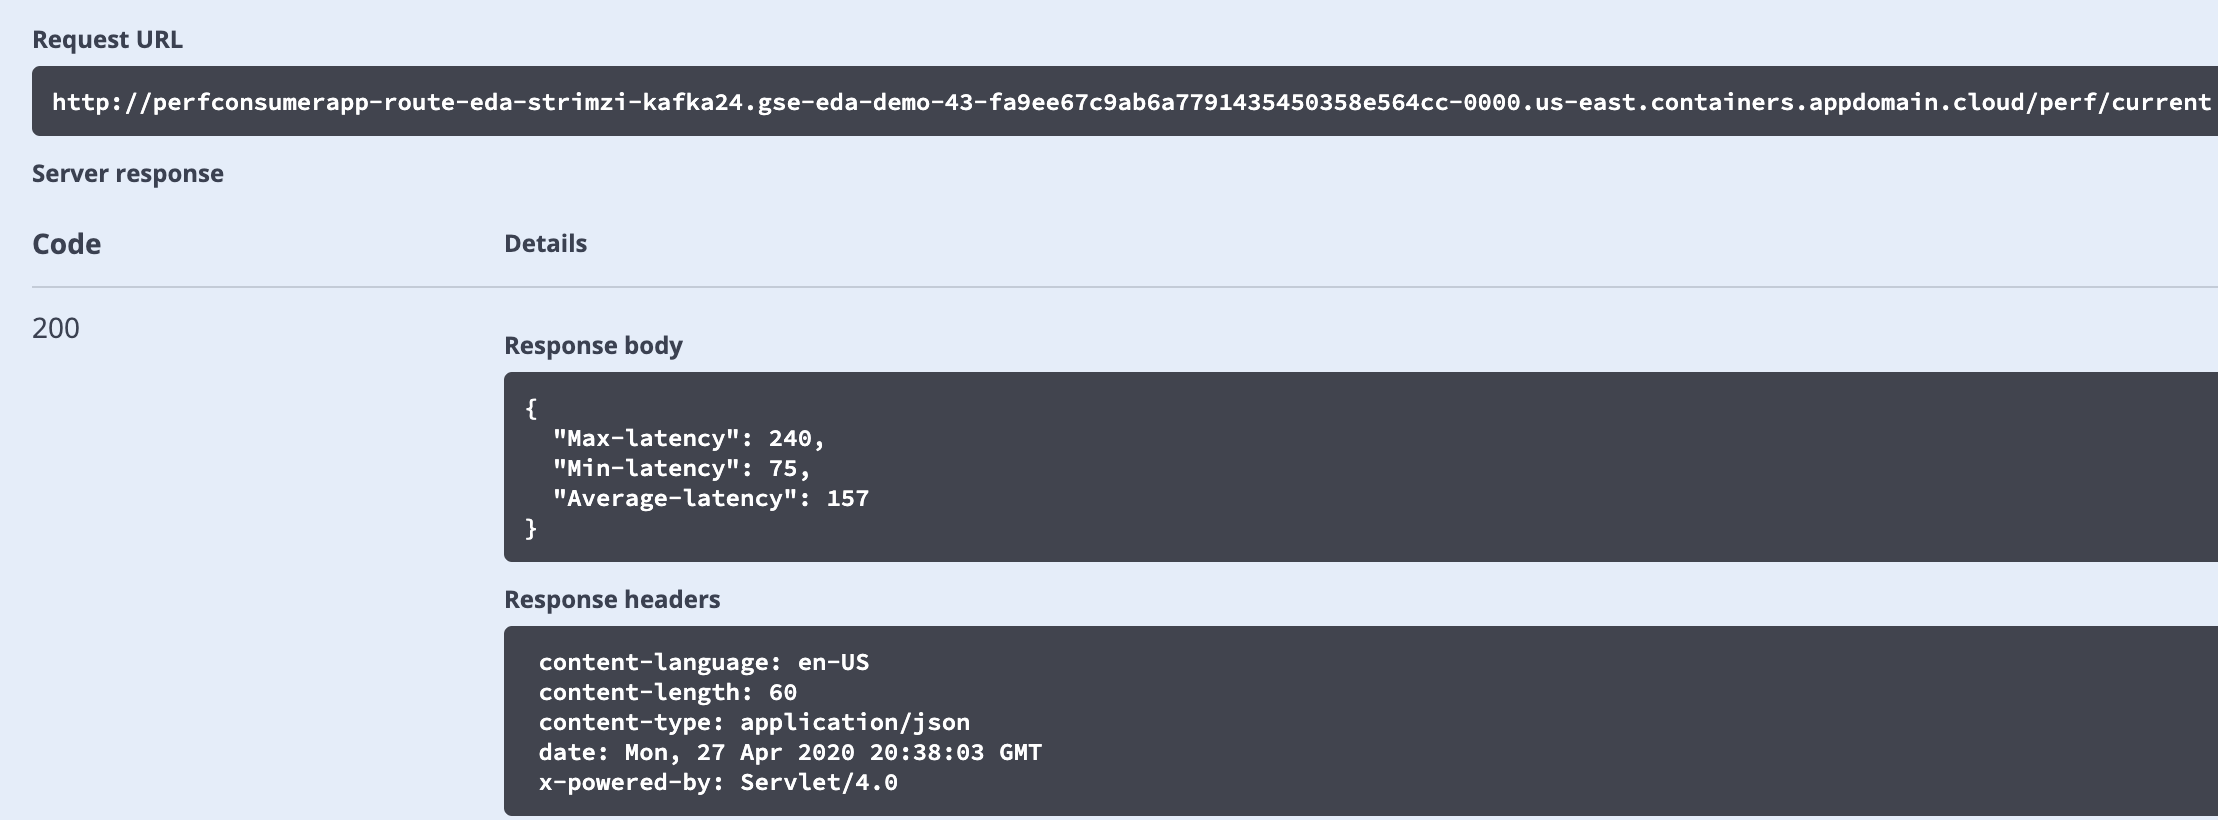 Request URL
http://perfconsumerapp-route-eda-strimzi-kafka24.gse-eda-demo-43-fa9ee67c9ab6a7791435450358e564cc-0000.us-east.containers.appdomain.cloud/perf/current
Server response
Code Details
200
Response body
{
  "Max-latency": 240,
  "Min-latency": 75,
  "Average-latency": 157
}
Response headers
content-language: en-US
content-length: 60
content-type: application/json
date: Mon, 27 Apr 2020 20:38:03 GMT
x-powered-by: Servlet/4.0